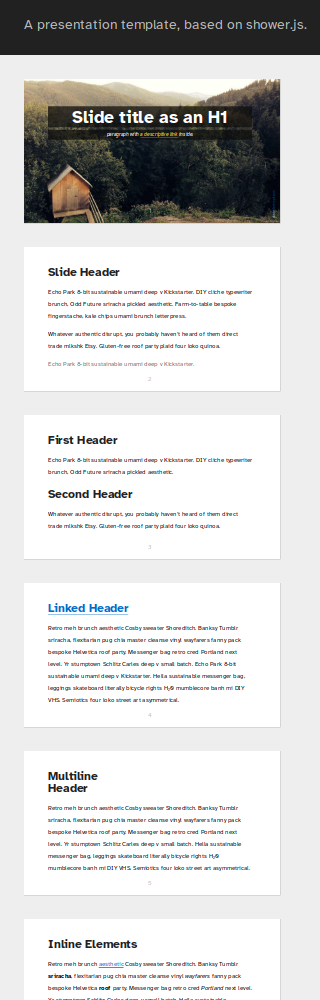 A presentation template, based on shower.js.
Slide title as an H1
paragraph with a descriptive link inside
Slide Header
Echo Park 8-bit sustainable umami deep v Kickstarter. DIY cliche typewriter
brunch. Odd Future sriracha pickled aesthetic. Farm-to-table bespoke
fingerstache, kale chips umami brunch letterpress.
Whatever authentic disrupt, you probably haven't heard of them direct
trade mlkshk Etsy. Gluten-free roof party plaid four loko quinoa.
Echo Park 8-bit sustainable umami deep v Kickstarter.
2
First Header
Echo Park 8-bit sustainable umami deep v Kickstarter. DIY cliche typewriter
brunch. Odd Future sriracha pickled aesthetic.
Second Header
Whatever authentic disrupt, you probably haven't heard of them direct
trade mlkshk Etsy. Gluten-free roof party plaid four loko quinoa.
3
Linked Header
Retro meh brunch aesthetic Cosby sweater Shoreditch. Banksy Tumblr
sriracha, flexitarian pug chia master cleanse vinyl wayfarers fanny pack
bespoke Helvetica roof party. Messenger bag retro cred Portland next
level. Yr stumptown Schlitz Carles deep v small batch. Echo Park 8-bit
sustainable umami deep v Kickstarter. Hella sustainable messenger bag,
leggings skateboard literally bicycle rights H₂O mumblecore banh mi DIY
VHS. Semiotics four loko street art asymmetrical.
4
Multiline
Header
Retro meh brunch aesthetic Cosby sweater Shoreditch. Banksy Tumblr
sriracha, flexitarian pug chia master cleanse vinyl wayfarers fanny pack
bespoke Helvetica roof party. Messenger bag retro cred Portland next
level. Yr stumptown Schlitz Carles deep v small batch. Hella sustainable
messenger bag, leggings skateboard literally bicycle rights H₂O
mumblecore banh mi DIY VHS. Semiotics four loko street art asymmetrical.
5
Inline Elements
Retro meh brunch aesthetic Cosby sweater Shoreditch. Banksy Tumblr
sriracha, flexitarian pug chia master cleanse vinyl wayfarers fanny pack
bespoke Helvetica roof party. Messenger bag retro cred Portland next level.